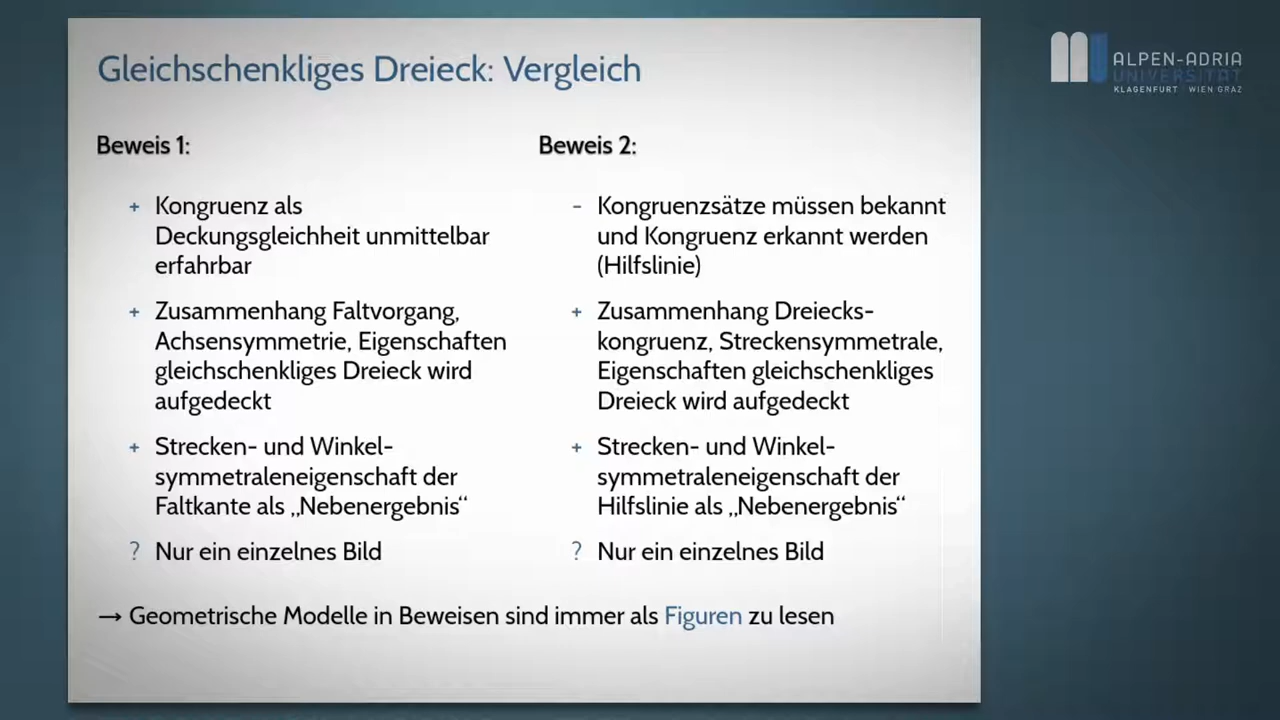 Gleichschenkliges Dreieck: Vergleich
ALPEN-ADRIA
UNIVERSITÄT
KLAGENFURT WIEN GRAZ
Beweis 1:
+ Kongruenz als
Deckungsgleichheit unmittelbar
erfahrbar
+ Zusammenhang Faltvorgang,
Achsensymmetrie, Eigenschaften
gleichschenkliges Dreieck wird
aufgedeckt
+ Strecken- und Winkel-
symmetraleneigenschaft der
Faltkante als „Nebenergebnis“
? Nur ein einzelnes Bild
Beweis 2:
- Kongruenzsätze müssen bekannt
und Kongruenz erkannt werden
(Hilfslinie)
+ Zusammenhang Dreiecks-
kongruenz, Streckensymmetrale,
Eigenschaften gleichschenkliges
Dreieck wird aufgedeckt
+ Strecken- und Winkel-
symmetraleneigenschaft der
Hilfslinie als „Nebenergebnis“
? Nur ein einzelnes Bild
→ Geometrische Modelle in Beweisen sind immer als Figuren zu lesen